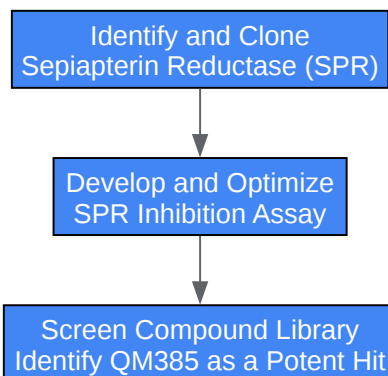 Identify and Clone
Sepiapterin Reductase (SPR)
Develop and Optimize
SPR Inhibition Assay
Screen Compound Library
Identify QM385 as a Potent Hit